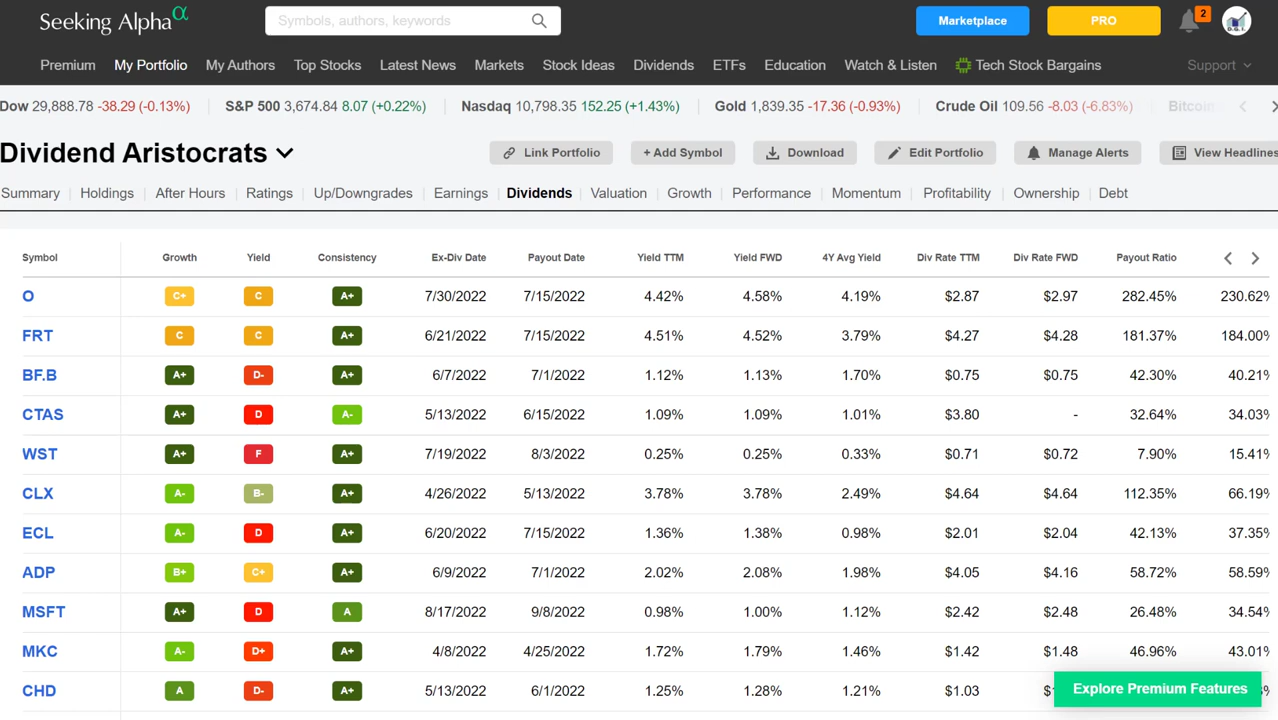 Seeking Alpha α
Symbols, authors, keywords
Marketplace
PRO
2
D.G.I.
Premium My Portfolio My Authors Top Stocks Latest News Markets Stock Ideas Dividends ETFs Education Watch & Listen Tech Stock Bargains Support
Dow 29,888.78 -38.29 (-0.13%) S&P 500 3,674.84 8.07 (+0.22%) Nasdaq 10,798.35 152.25 (+1.43%) Gold 1,839.35 -17.36 (-0.93%) Crude Oil 109.56 -8.03 (-6.83%) Bitcoin
Dividend Aristocrats Link Portfolio + Add Symbol Download Edit Portfolio Manage Alerts View Headlines
Summary Holdings After Hours Ratings Up/Downgrades Earnings Dividends Valuation Growth Performance Momentum Profitability Ownership Debt
Symbol Growth Yield Consistency Ex-Div Date Payout Date Yield TTM Yield FWD 4Y Avg Yield Div Rate TTM Div Rate FWD Payout Ratio
O C+ C A+ 7/30/2022 7/15/2022 4.42% 4.58% 4.19% $2.87 $2.97 282.45% 230.62%
FRT C C A+ 6/21/2022 7/15/2022 4.51% 4.52% 3.79% $4.27 $4.28 181.37% 184.00%
BF.B A+ D- A+ 6/7/2022 7/1/2022 1.12% 1.13% 1.70% $0.75 $0.75 42.30% 40.21%
CTAS A+ D A- 5/13/2022 6/15/2022 1.09% 1.09% 1.01% $3.80 - 32.64% 34.03%
WST A+ F A+ 7/19/2022 8/3/2022 0.25% 0.25% 0.33% $0.71 $0.72 7.90% 15.41%
CLX A- B- A+ 4/26/2022 5/13/2022 3.78% 3.78% 2.49% $4.64 $4.64 112.35% 66.19%
ECL A- D A+ 6/20/2022 7/15/2022 1.36% 1.38% 0.98% $2.01 $2.04 42.13% 37.35%
ADP B+ C+ A+ 6/9/2022 7/1/2022 2.02% 2.08% 1.98% $4.05 $4.16 58.72% 58.59%
MSFT A+ D A 8/17/2022 9/8/2022 0.98% 1.00% 1.12% $2.42 $2.48 26.48% 34.54%
MKC A- D+ A+ 4/8/2022 4/25/2022 1.72% 1.79% 1.46% $1.42 $1.48 46.96% 43.01%
CHD A D- A+ 5/13/2022 6/1/2022 1.25% 1.28% 1.21% $1.03
Explore Premium Features